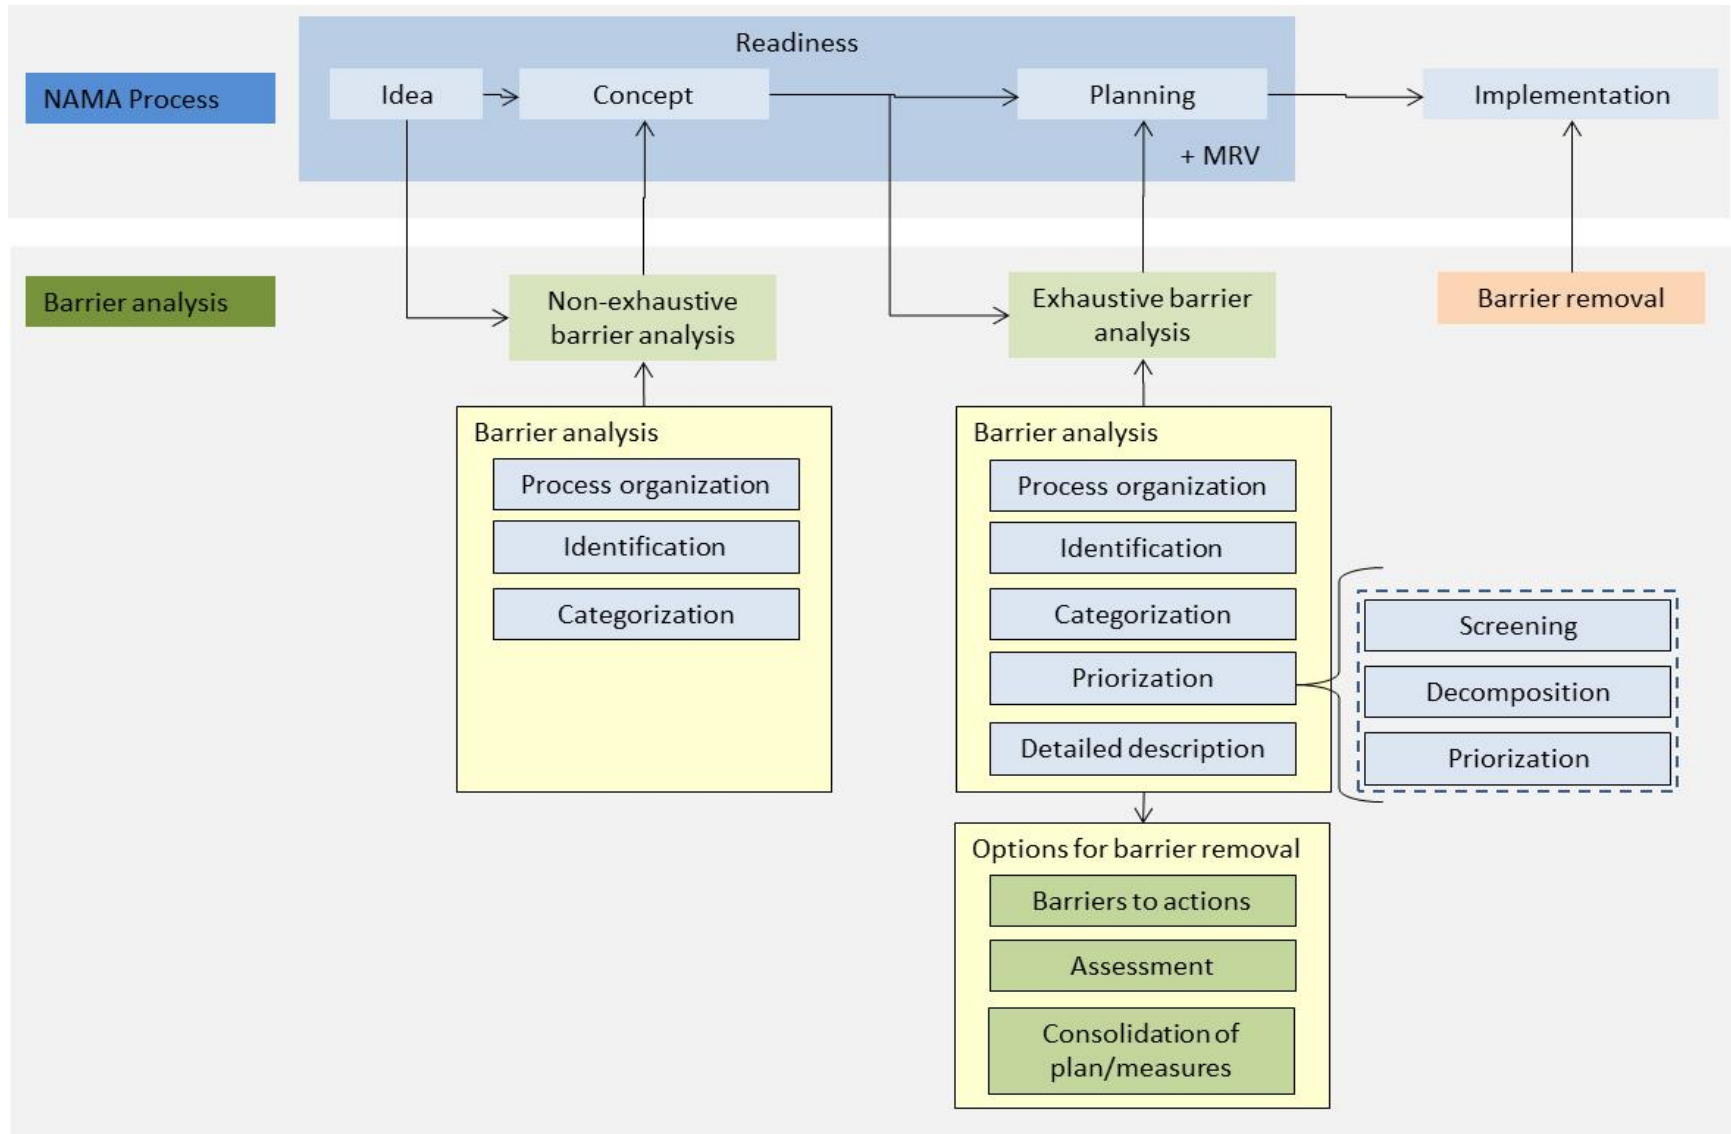 Readiness
NAMA Process
Idea
Concept
Planning
Implementation
+ MRV
Barrier analysis
Non-exhaustive
barrier analysis
Exhaustive barrier
analysis
Barrier removal
Barrier analysis
Process organization
Identification
Categorization
Barrier analysis
Process organization
Identification
Categorization
Priorization
Detailed description
Screening
Decomposition
Priorization
Options for barrier removal
Barriers to actions
Assessment
Consolidation of
plan/measures